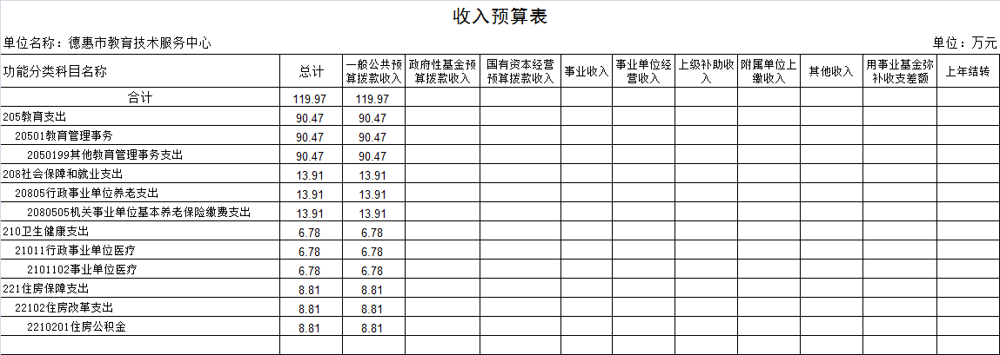 收入预算表
单位名称：德惠市教育技术服务中心 单位：万元
功能分类科目名称 总计 一般公共预算拨款收入 政府性基金预算拨款收入 国有资本经营预算拨款收入 事业收入 事业单位经营收入 上级补助收入 附属单位上缴收入 其他收入 用事业基金弥补收支差额 上年结转
合计 119.97 119.97
205教育支出 90.47 90.47
20501教育管理事务 90.47 90.47
2050199其他教育管理事务支出 90.47 90.47
208社会保障和就业支出 13.91 13.91
20805行政事业单位养老支出 13.91 13.91
2080505机关事业单位基本养老保险缴费支出 13.91 13.91
210卫生健康支出 6.78 6.78
21011行政事业单位医疗 6.78 6.78
2101102事业单位医疗 6.78 6.78
221住房保障支出 8.81 8.81
22102住房改革支出 8.81 8.81
2210201住房公积金 8.81 8.81